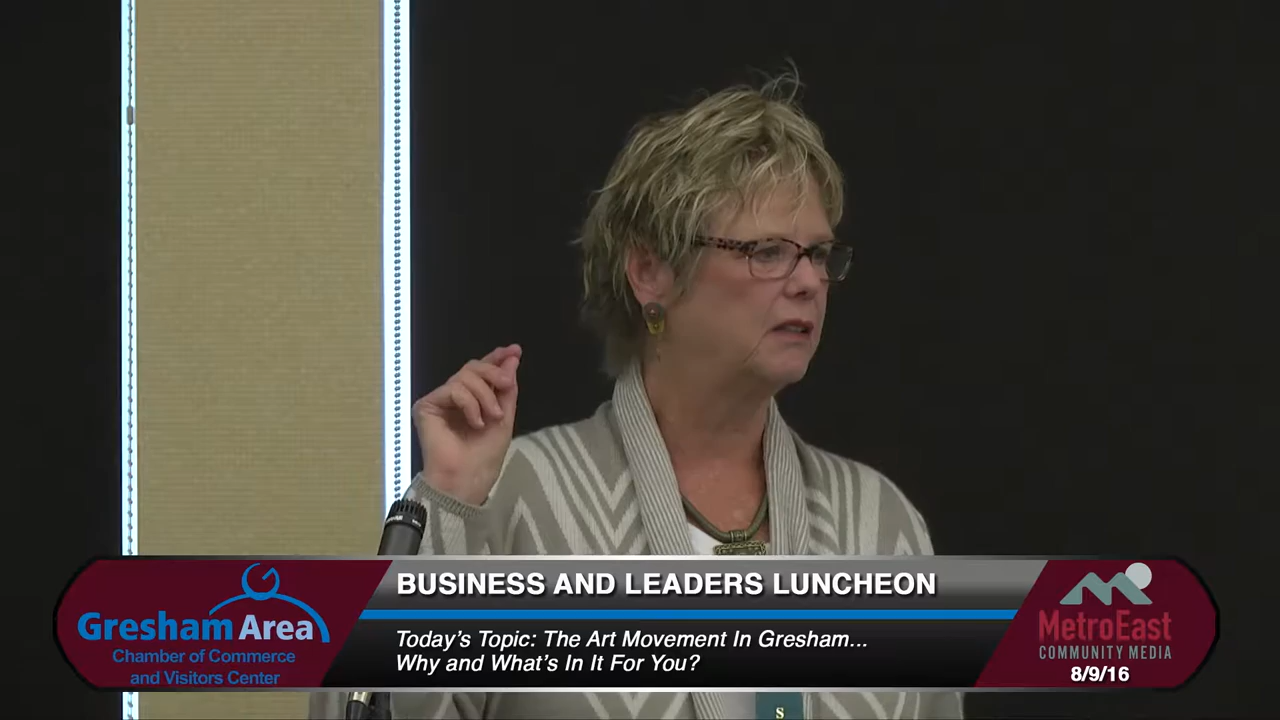 BUSINESS AND LEADERS LUNCHEON
Gresham Area
Chamber of Commerce
and Visitors Center
Today's Topic: The Art Movement In Gresham...
Why and What's In It For You?
MetroEast
COMMUNITY MEDIA
8/9/16
S